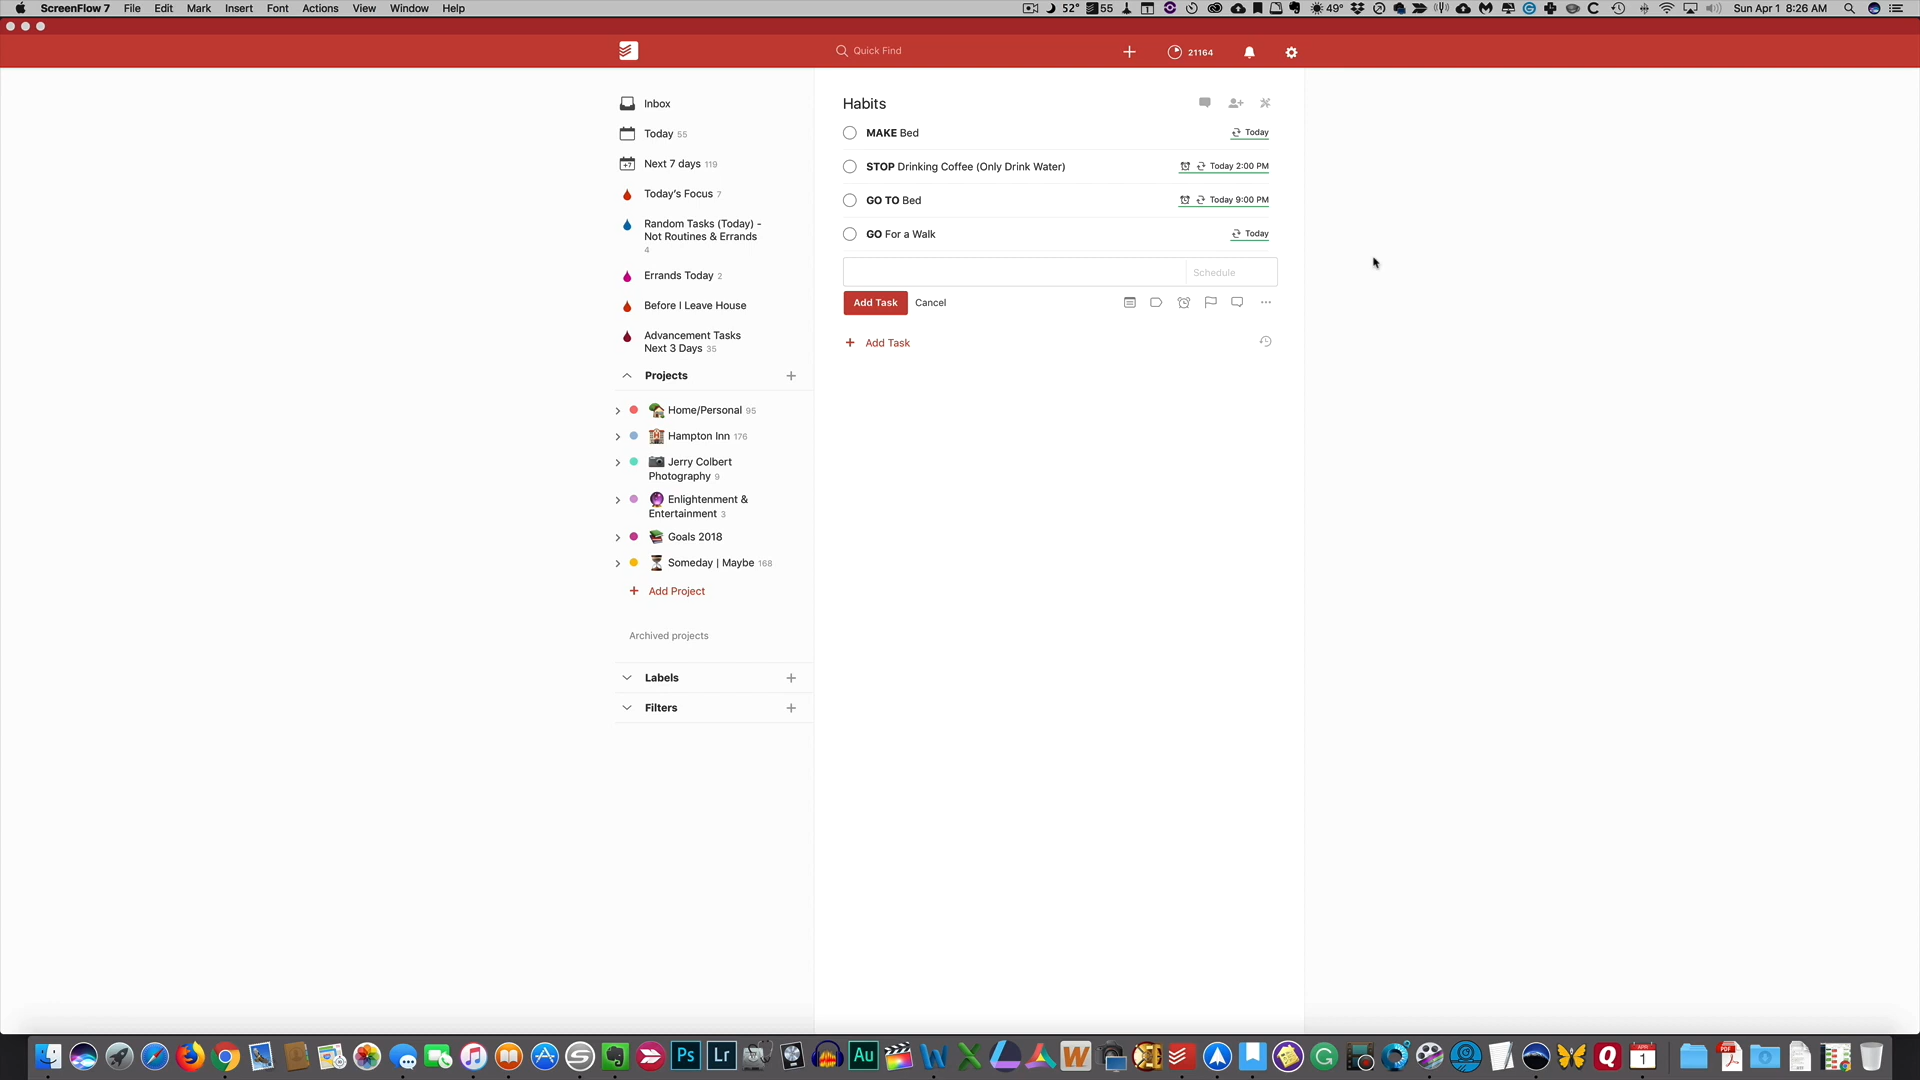 ScreenFlow 7 File Edit Mark Insert Font Actions View Window Help 52° 55 49° Sun Apr 1 8:26 AM
Quick Find
21164
Inbox
Today 55
Next 7 days 119
Today's Focus 7
Random Tasks (Today) -
Not Routines & Errands
4
Errands Today 2
Before I Leave House
Advancement Tasks
Next 3 Days 35
Projects
Home/Personal 95
Hampton Inn 176
Jerry Colbert
Photography 9
Enlightenment &
Entertainment 3
Goals 2018
Someday | Maybe 168
Add Project
Archived projects
Labels
Filters
Habits
MAKE Bed Today
STOP Drinking Coffee (Only Drink Water) Today 2:00 PM
GO TO Bed Today 9:00 PM
GO For a Walk Today
Schedule
Add Task Cancel
Add Task
Ps Lr Au